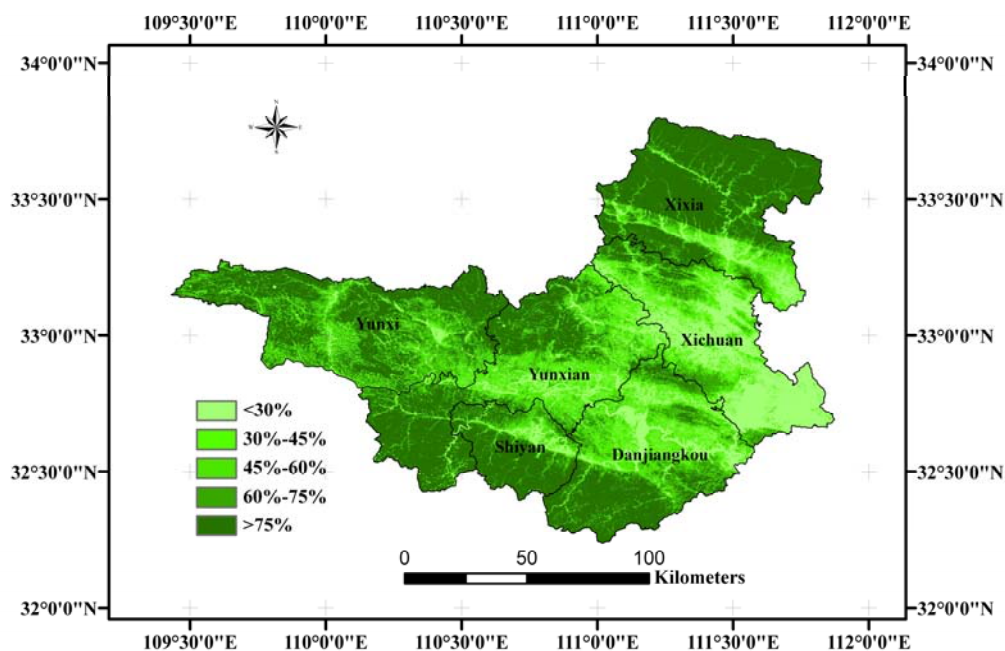 109°30'0"E 110°0'0"E 110°30'0"E 111°0'0"E 111°30'0"E 112°0'0"E
34°0'0"N 34°0'0"N
N
W E
S
33°30'0"N 33°30'0"N
Xixia
33°0'0"N 33°0'0"N
Yunxi
Xichuan
Yunxian
<30%
30%-45%
45%-60%
60%-75%
>75%
Shiyan
Danjiangkou
32°30'0"N 32°30'0"N
0 50 100
Kilometers
32°0'0"N 32°0'0"N
109°30'0"E 110°0'0"E 110°30'0"E 111°0'0"E 111°30'0"E 112°0'0"E